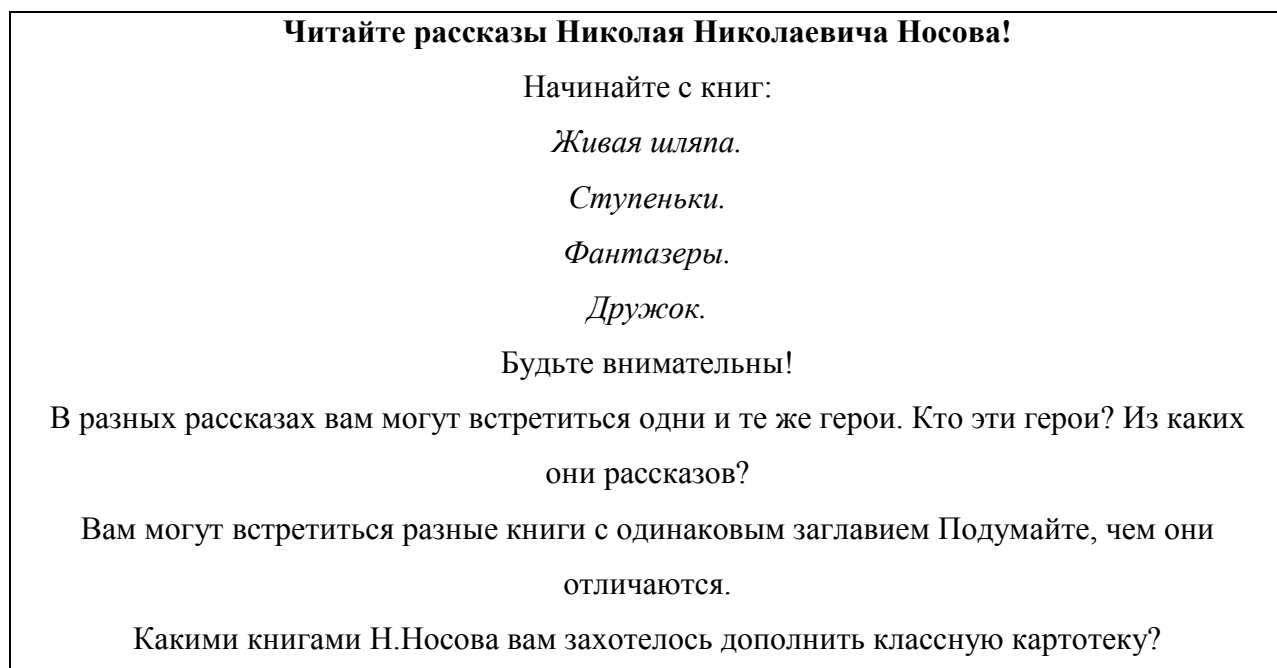 Читайте рассказы Николая Николаевича Носова!
Начинайте с книг:
Живая шляпа.
Ступеньки.
Фантазеры.
Дружок.
Будьте внимательны!
В разных рассказах вам могут встретиться одни и те же герои. Кто эти герои? Из каких
они рассказов?
Вам могут встретиться разные книги с одинаковым заглавием Подумайте, чем они
отличаются.
Какими книгами Н.Носова вам захотелось дополнить классную картотеку?